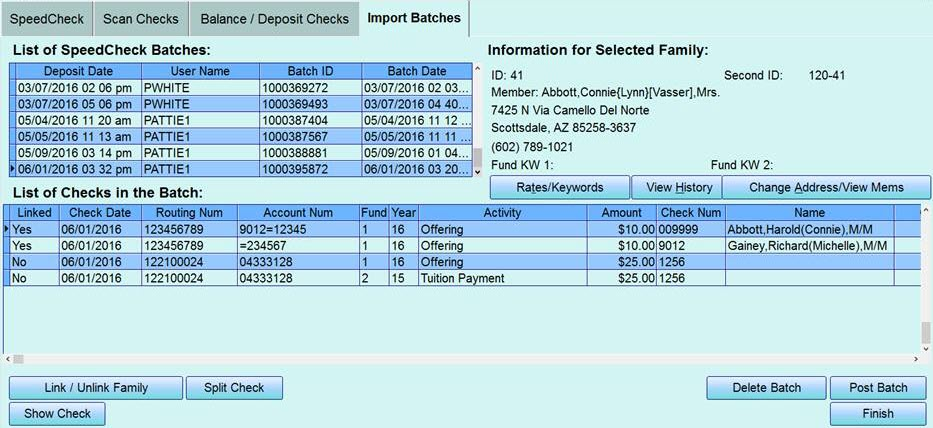 SpeedCheck Scan Checks Balance / Deposit Checks Import Batches
List of SpeedCheck Batches:
Deposit Date User Name Batch ID Batch Date
03/07/2016 02 06 pm PWHITE 1000369272 03/07/2016 02 03...
03/07/2016 05 06 pm PWHITE 1000369493 03/07/2016 04 40...
05/04/2016 11 20 am PATTIE1 1000387404 05/04/2016 11 12 ...
05/05/2016 11 13 am PATTIE1 1000387567 05/05/2016 11 11 ...
05/09/2016 03 14 pm PATTIE1 1000388881 05/09/2016 01 04...
06/01/2016 03 32 pm PATTIE1 1000395872 06/01/2016 03 20...
Information for Selected Family:
ID: 41 Second ID: 120-41
Member: Abbott,Connie{Lynn}[Vasser],Mrs.
7425 N Via Camello Del Norte
Scottsdale, AZ 85258-3637
(602) 789-1021
Fund KW 1: Fund KW 2:
Rates/Keywords View History Change Address/View Mems
List of Checks in the Batch:
Linked Check Date Routing Num Account Num Fund Year Activity Amount Check Num Name
Yes 06/01/2016 123456789 9012=12345 1 16 Offering $10.00 009999 Abbott,Harold(Connie),M/M
Yes 06/01/2016 123456789 =234567 1 16 Offering $10.00 9012 Gainey,Richard(Michelle),M/M
No 06/01/2016 122100024 04333128 1 16 Offering $25.00 1256
No 06/01/2016 122100024 04333128 2 15 Tuition Payment $25.00 1256
Link / Unlink Family Split Check Delete Batch Post Batch
Show Check Finish